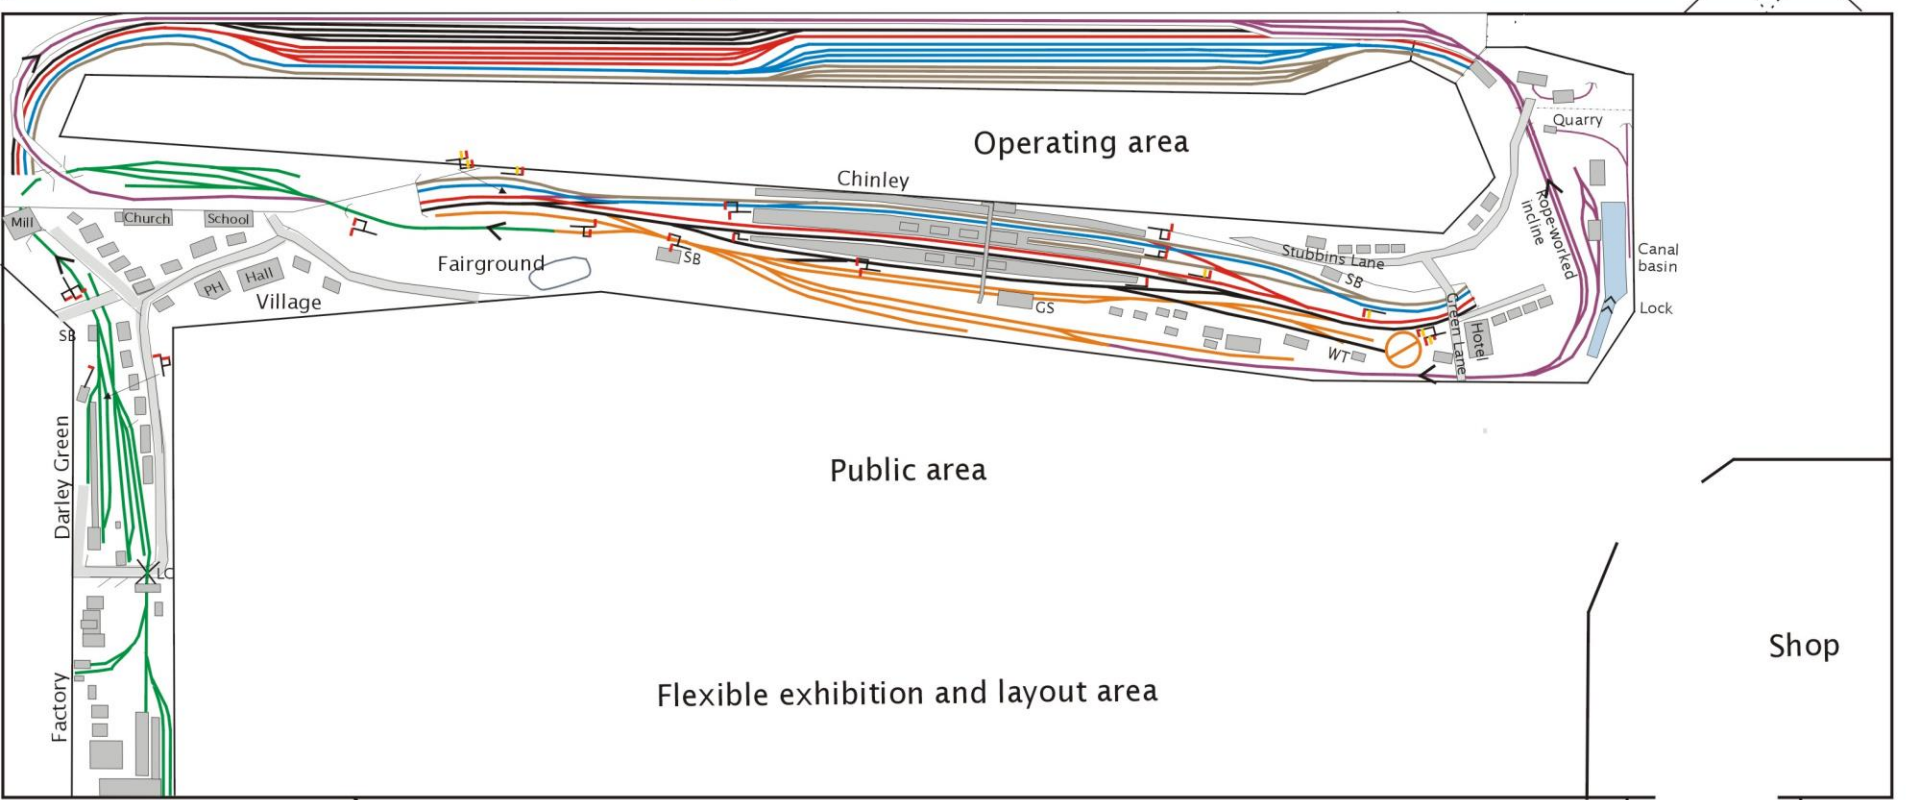 Operating area
Quarry
Chinley
Rope-worked
incline
Mill
Church
School
Stubbins Lane
Canal
basin
Fairground
SB
PH
Hall
SB
Village
GS
Green Lane
Lock
SB
WT
Hotel
Darley Green
Public area
LC
Shop
Factory
Flexible exhibition and layout area